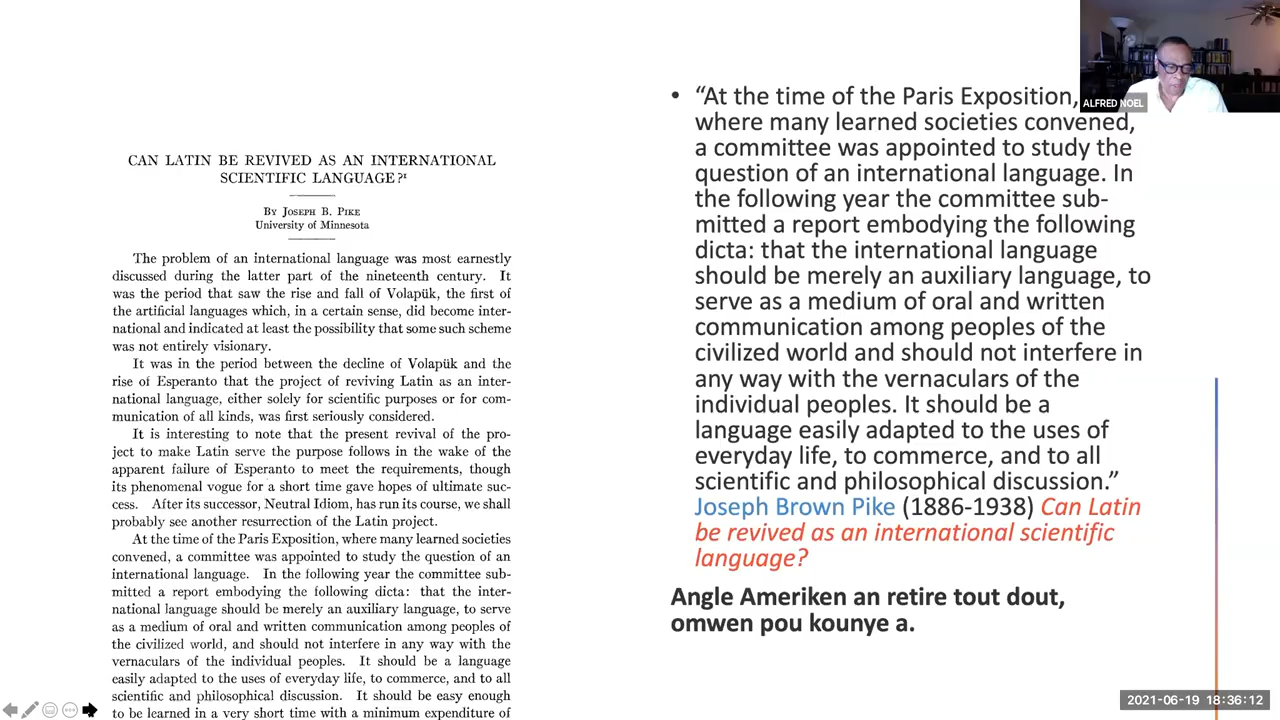 CAN LATIN BE REVIVED AS AN INTERNATIONAL
SCIENTIFIC LANGUAGE?¹
By Joseph B. Pike
University of Minnesota
The problem of an international language was most earnestly
discussed during the latter part of the nineteenth century. It
was the period that saw the rise and fall of Volapük, the first of
the artificial languages which, in a certain sense, did become inter-
national and indicated at least the possibility that some such scheme
was not entirely visionary.
It was in the period between the decline of Volapük and the
rise of Esperanto that the project of reviving Latin as an inter-
national language, either solely for scientific purposes or for com-
munication of all kinds, was first seriously considered.
It is interesting to note that the present revival of the pro-
ject to make Latin serve the purpose follows in the wake of the
apparent failure of Esperanto to meet the requirements, though
its phenomenal vogue for a short time gave hopes of ultimate suc-
cess. After its successor, Neutral Idiom, has run its course, we shall
probably see another resurrection of the Latin project.
At the time of the Paris Exposition, where many learned societies
convened, a committee was appointed to study the question of an
international language. In the following year the committee sub-
mitted a report embodying the following dicta: that the inter-
national language should be merely an auxiliary language, to serve
as a medium of oral and written communication among peoples of
the civilized world, and should not interfere in any way with the
vernaculars of the individual peoples. It should be a language
easily adapted to the uses of everyday life, to commerce, and to all
scientific and philosophical discussion. It should be easy enough
to be learned in a very short time with a minimum expenditure of
• “At the time of the Paris Exposition,
where many learned societies convened,
a committee was appointed to study the
question of an international language. In
the following year the committee sub-
mitted a report embodying the following
dicta: that the international language
should be merely an auxiliary language, to
serve as a medium of oral and written
communication among peoples of the
civilized world and should not interfere in
any way with the vernaculars of the
individual peoples. It should be a
language easily adapted to the uses of
everyday life, to commerce, and to all
scientific and philosophical discussion.”
Joseph Brown Pike (1886-1938) Can Latin
be revived as an international scientific
language?
Angle Ameriken an retire tout dout,
omwen pou kounye a.
ALFRED NOEL
2021-06-19 18:36:12